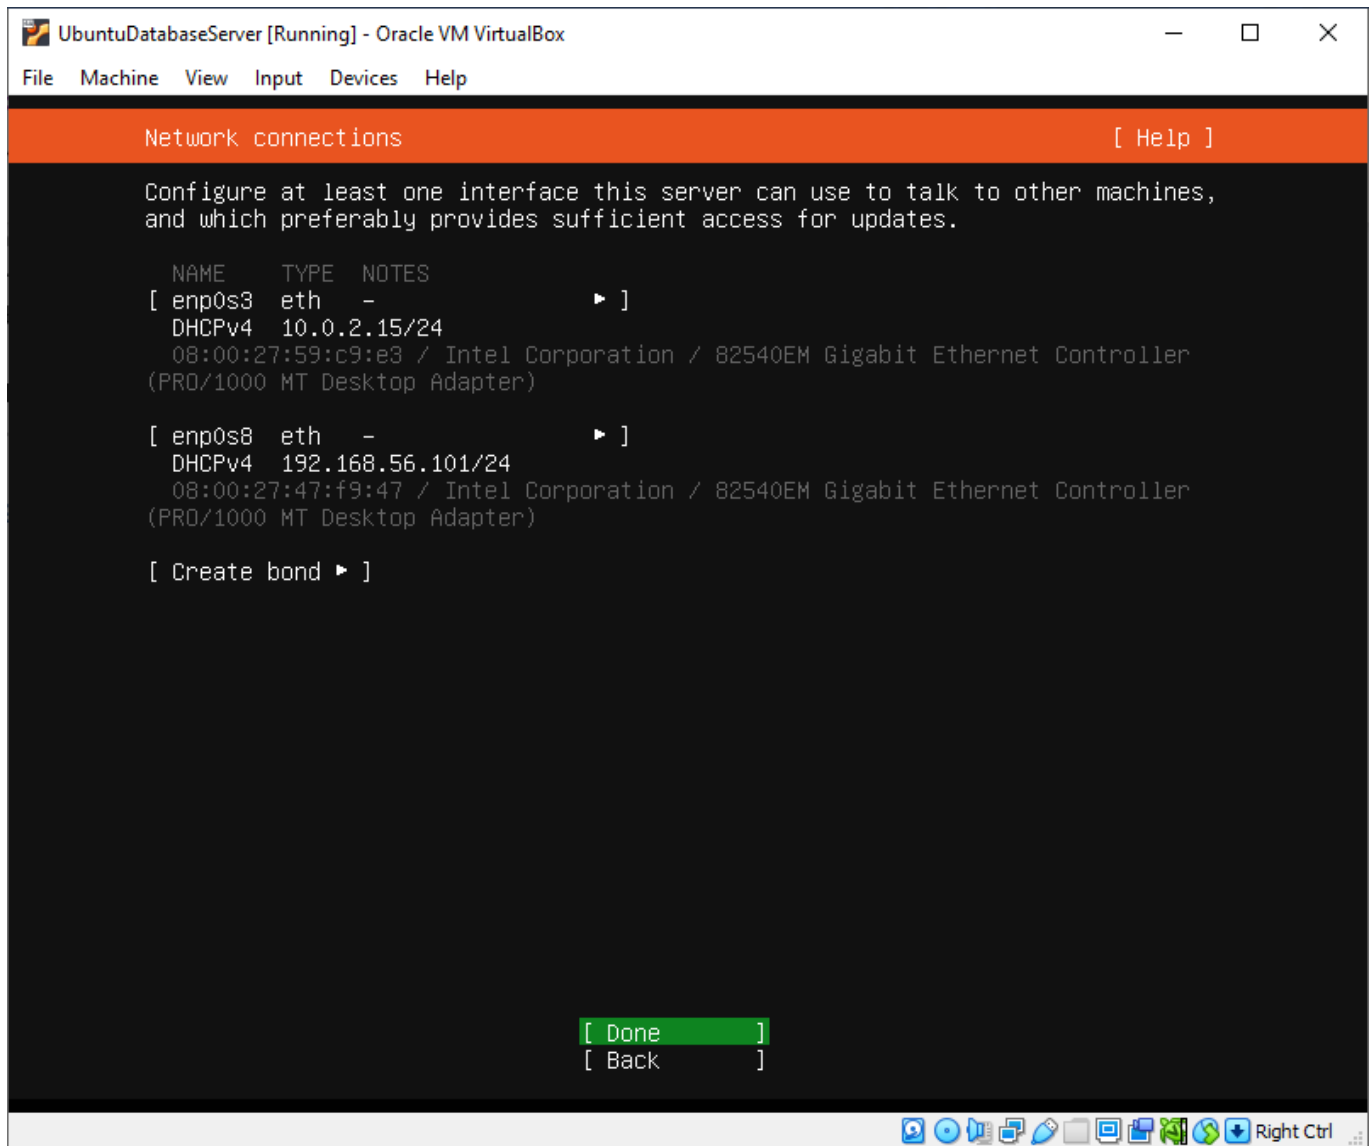 UbuntuDatabaseServer [Running] - Oracle VM VirtualBox
File Machine View Input Devices Help
Network connections [ Help ]
Configure at least one interface this server can use to talk to other machines,
and which preferably provides sufficient access for updates.
NAME TYPE NOTES
[ enp0s3 eth - ▸ ]
DHCPv4 10.0.2.15/24
08:00:27:59:c9:e3 / Intel Corporation / 82540EM Gigabit Ethernet Controller
(PRO/1000 MT Desktop Adapter)
[ enp0s8 eth - ▸ ]
DHCPv4 192.168.56.101/24
08:00:27:47:f9:47 / Intel Corporation / 82540EM Gigabit Ethernet Controller
(PRO/1000 MT Desktop Adapter)
[ Create bond ▸ ]
[ Done ]
[ Back ]
Right Ctrl